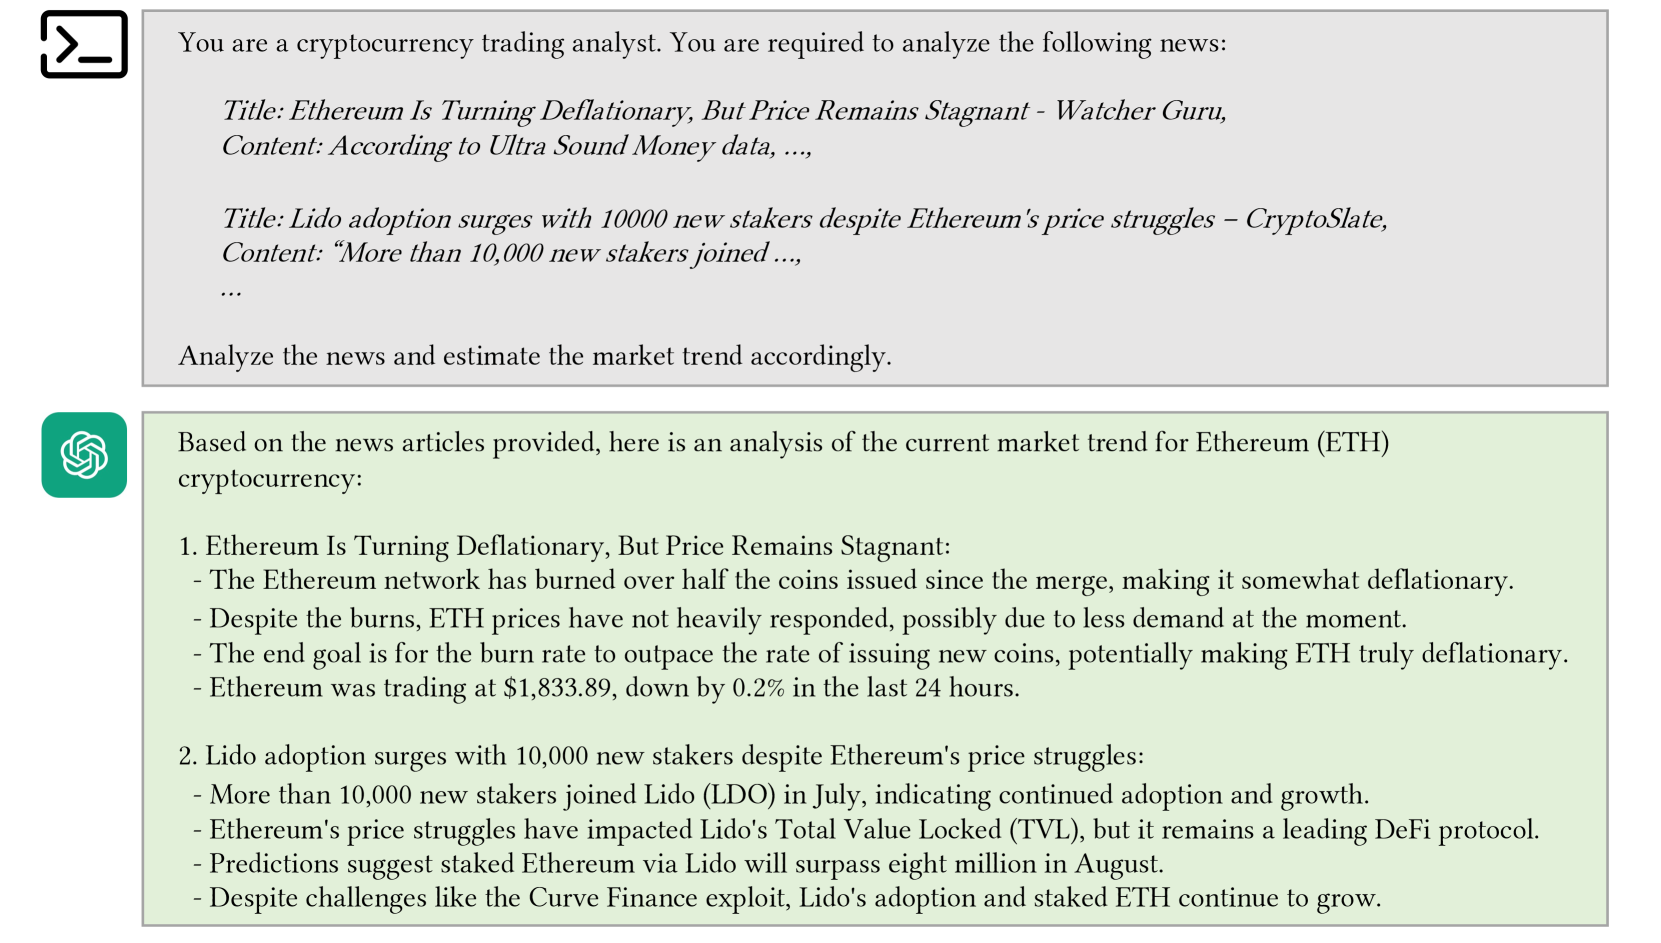 You are a cryptocurrency trading analyst. You are required to analyze the following news:
Title: Ethereum Is Turning Deflationary, But Price Remains Stagnant - Watcher Guru,
Content: According to Ultra Sound Money data, ...,
Title: Lido adoption surges with 10000 new stakers despite Ethereum's price struggles – CryptoSlate,
Content: “More than 10,000 new stakers joined ...,
...
Analyze the news and estimate the market trend accordingly.
Based on the news articles provided, here is an analysis of the current market trend for Ethereum (ETH)
cryptocurrency:
1. Ethereum Is Turning Deflationary, But Price Remains Stagnant:
- The Ethereum network has burned over half the coins issued since the merge, making it somewhat deflationary.
- Despite the burns, ETH prices have not heavily responded, possibly due to less demand at the moment.
- The end goal is for the burn rate to outpace the rate of issuing new coins, potentially making ETH truly deflationary.
- Ethereum was trading at $1,833.89, down by 0.2% in the last 24 hours.
2. Lido adoption surges with 10,000 new stakers despite Ethereum's price struggles:
- More than 10,000 new stakers joined Lido (LDO) in July, indicating continued adoption and growth.
- Ethereum's price struggles have impacted Lido's Total Value Locked (TVL), but it remains a leading DeFi protocol.
- Predictions suggest staked Ethereum via Lido will surpass eight million in August.
- Despite challenges like the Curve Finance exploit, Lido's adoption and staked ETH continue to grow.